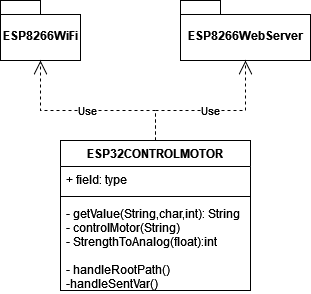 ESP8266WiFi
ESP8266WebServer
Use
Use
ESP32CONTROLMOTOR
+ field: type
- getValue(String,char,int): String
- controlMotor(String)
- StrengthToAnalog(float):int
- handleRootPath()
-handleSentVar()